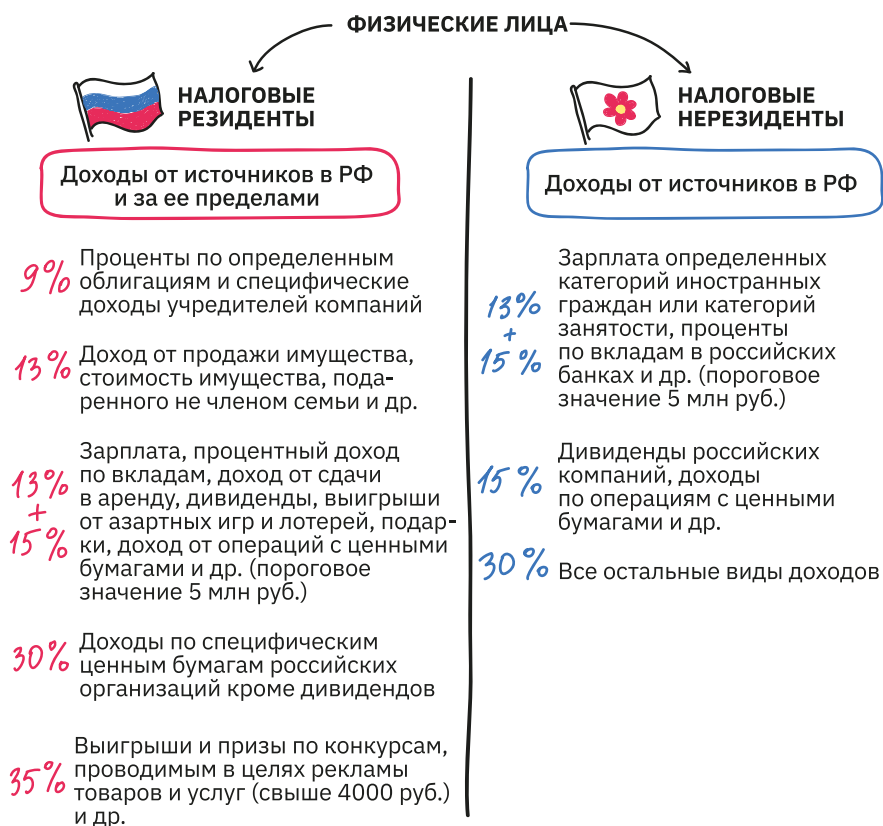 ФИЗИЧЕСКИЕ ЛИЦА
НАЛОГОВЫЕ
РЕЗИДЕНТЫ
Доходы от источников в РФ
и за ее пределами
9%
Проценты по определенным
облигациям и специфические
доходы учредителей компаний
13%
Доход от продажи имущества,
стоимость имущества, пода-
ренного не членом семьи и др.
13%
+
15%
Зарплата, процентный доход
по вкладам, доход от сдачи
в аренду, дивиденды, выигрыши
от азартных игр и лотерей, подар-
ки, доход от операций с ценными
бумагами и др. (пороговое
значение 5 млн руб.)
30%
Доходы по специфическим
ценным бумагам российских
организаций кроме дивидендов
35%
Выигрыши и призы по конкурсам,
проводимым в целях рекламы
товаров и услуг (свыше 4000 руб.)
и др.
НАЛОГОВЫЕ
НЕРЕЗИДЕНТЫ
Доходы от источников в РФ
13%
+
15%
Зарплата определенных
категорий иностранных
граждан или категорий
занятости, проценты
по вкладам в российских
банках и др. (пороговое
значение 5 млн руб.)
15%
Дивиденды российских
компаний, доходы
по операциям с ценными
бумагами и др.
30%
Все остальные виды доходов